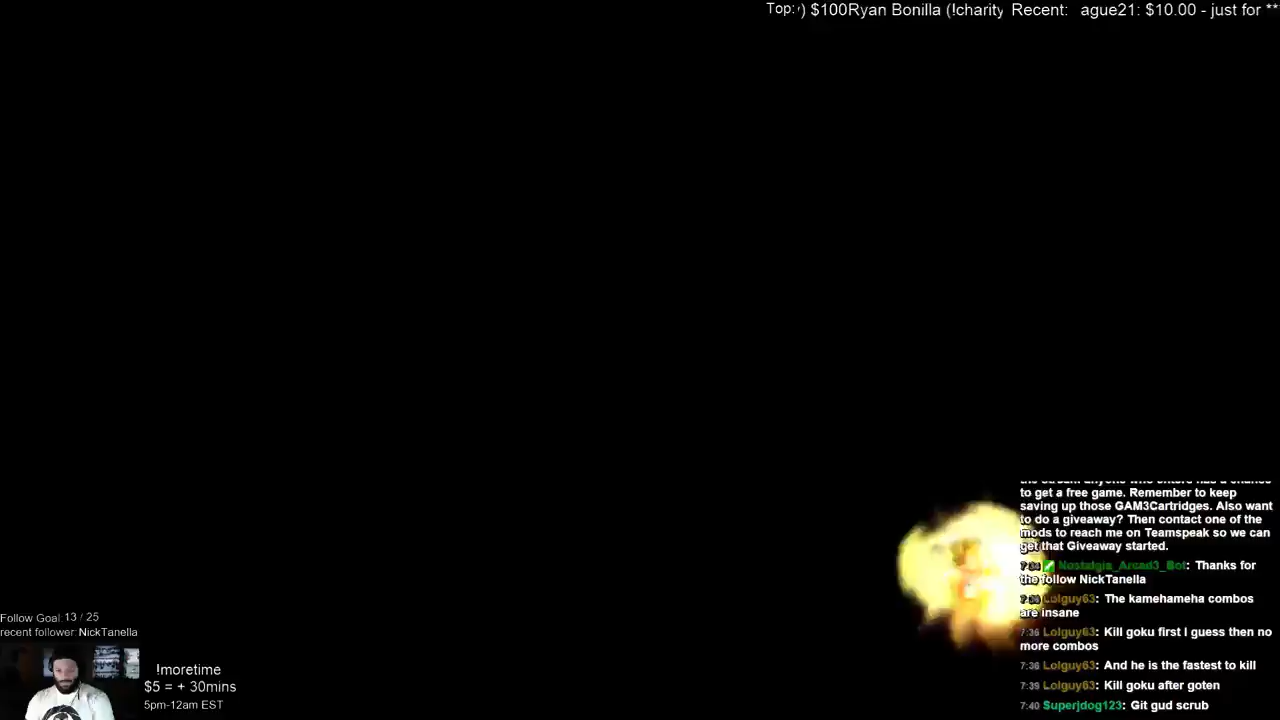 Top: ) $100Ryan Bonilla (!charity Recent: ague21: $10.00 - just for **
to get a free game. Remember to keep
saving up those GAM3Cartridges. Also want
to do a giveaway? Then contact one of the
mods to reach me on Teamspeak so we can
get that Giveaway started.
Nostalgia_Arcad3_Bot: Thanks for
the follow NickTanella
Lolguy63: The kamehameha combos
are insane
7:36 Lolguy63: Kill goku first I guess then no
more combos
7:36 Lolguy63: And he is the fastest to kill
7:39 Lolguy63: Kill goku after goten
7:40 Superjdog123: Git gud scrub
Follow Goal: 13 / 25
recent follower: NickTanella
!moretime
$5 = + 30mins
5pm-12am EST